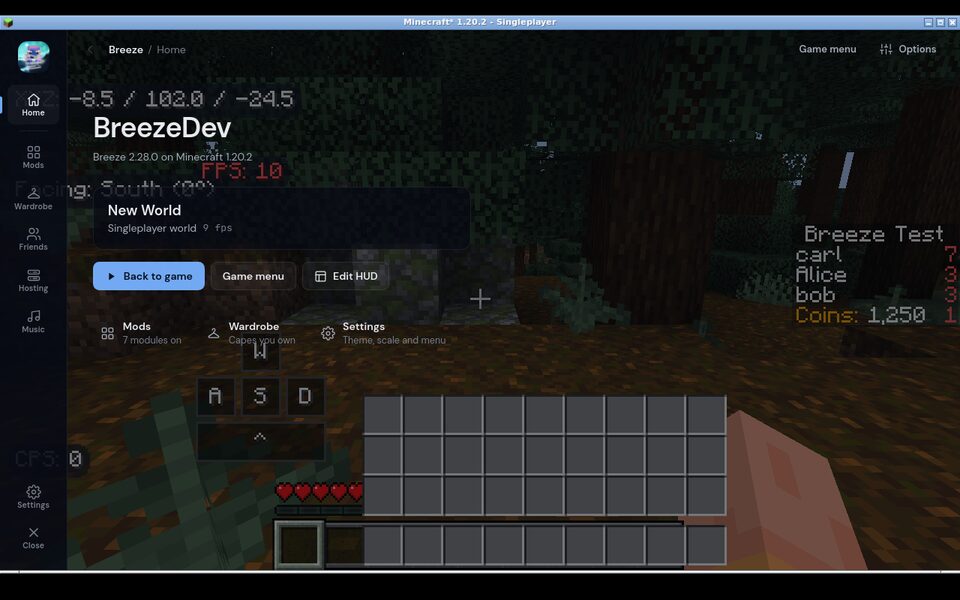 Minecraft* 1.20.2 - Singleplayer
Breeze / Home
Game menu
Options
Home
-8.5 / 102.0 / -24.5
BreezeDev
Breeze 2.28.0 on Minecraft 1.20.2
FPS: 10
Mods
Facing: South (0°)
Wardrobe
New World
Singleplayer world 9 fps
Friends
Breeze Test
carl 7
Alice 3
bob 3
Coins: 1,250 1
Back to game
Game menu
Edit HUD
Hosting
Music
Mods
7 modules on
Wardrobe
Capes you own
Settings
Theme, scale and menu
W
A
S
D
^
CPS: 0
Settings
Close